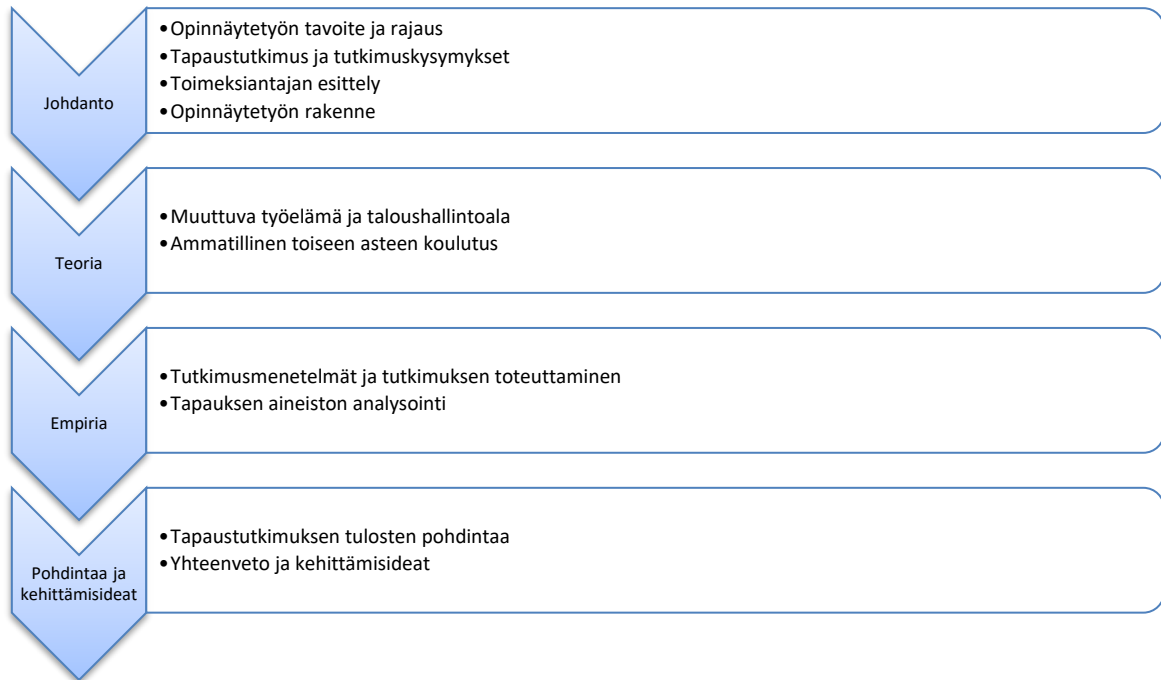 Johdanto
•Opinnäytetyön tavoite ja rajaus
•Tapaustutkimus ja tutkimuskysymykset
•Toimeksiantajan esittely
•Opinnäytetyön rakenne
Teoria
•Muuttuva työelämä ja taloushallintoala
•Ammatillinen toiseen asteen koulutus
Empiria
•Tutkimusmenetelmät ja tutkimuksen toteuttaminen
•Tapauksen aineiston analysointi
Pohdintaa ja
kehittämisideat
•Tapaustutkimuksen tulosten pohdintaa
•Yhteenveto ja kehittämisideat